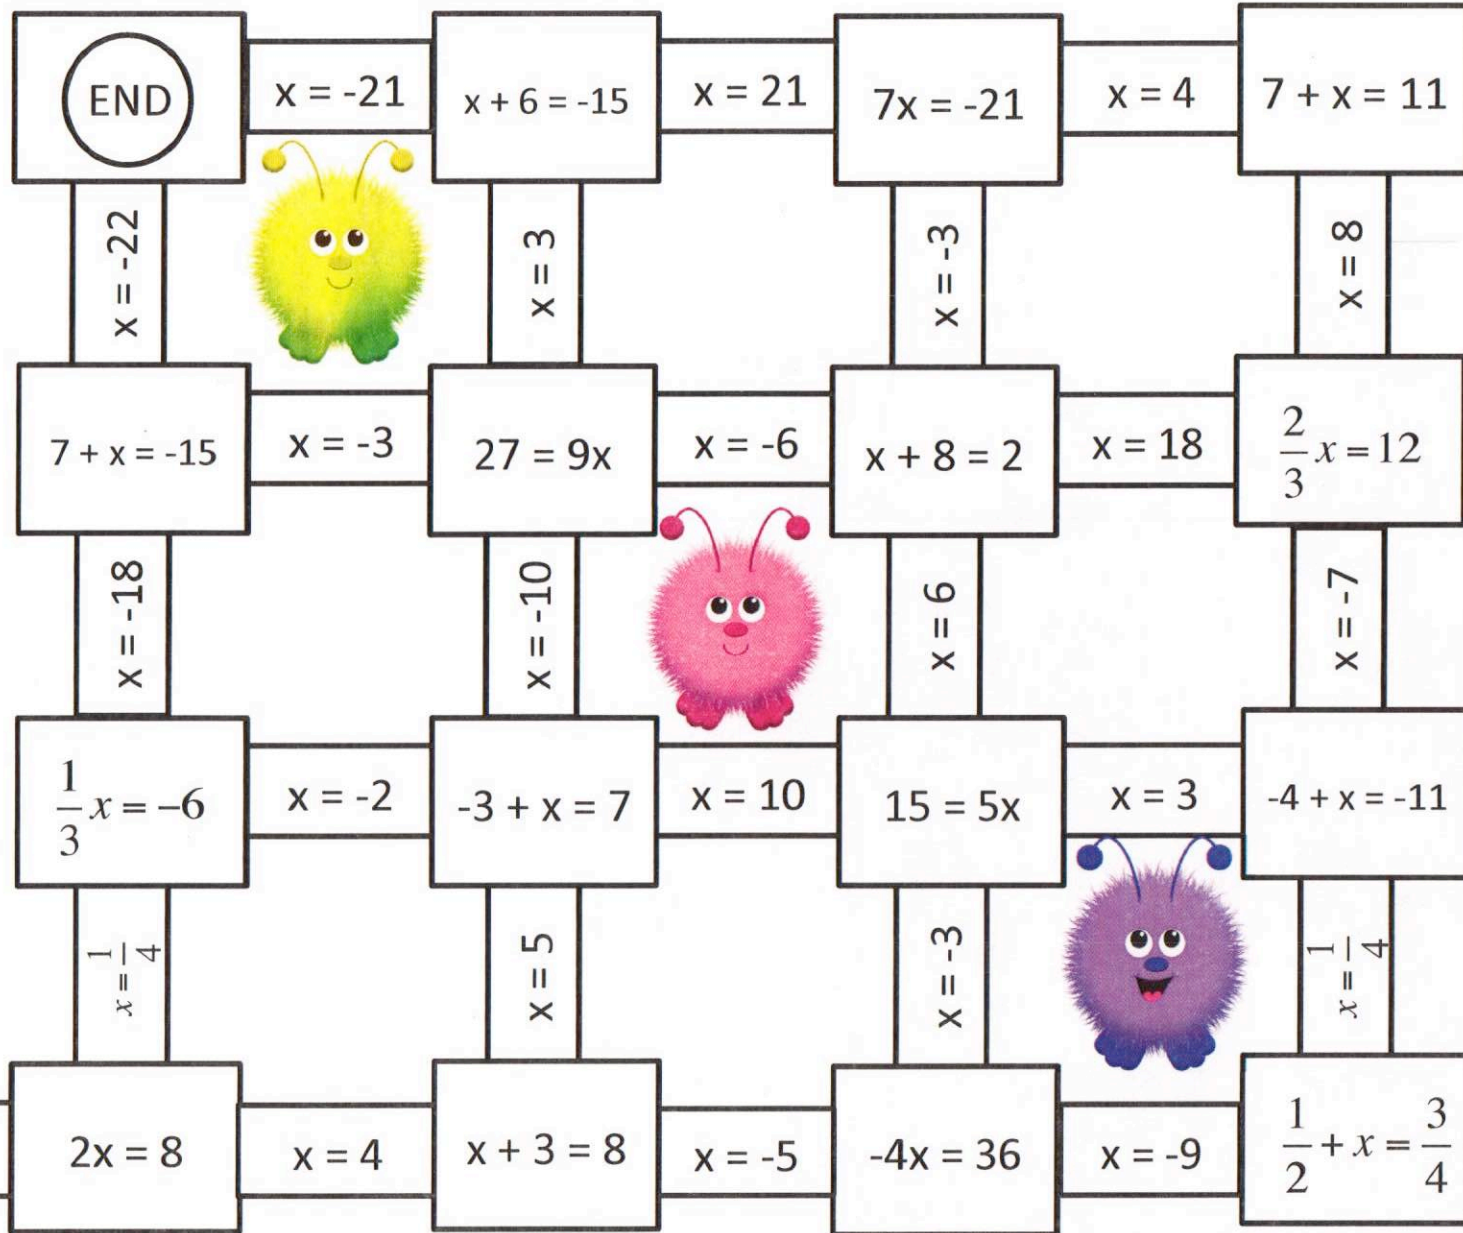 END
x = -21
x + 6 = -15
x = 21
7x = -21
x = 4
7 + x = 11
x = -22
x = 3
x = -3
x = 8
7 + x = -15
x = -3
27 = 9x
x = -6
x + 8 = 2
x = 18
2/3 x = 12
x = -18
x = -10
x = 6
x = -7
1/3 x = −6
x = -2
-3 + x = 7
x = 10
15 = 5x
x = 3
-4 + x = -11
x = 1/4
x = 5
x = -3
x = 1/4
2x = 8
x = 4
x + 3 = 8
x = -5
-4x = 36
x = -9
1/2 + x = 3/4